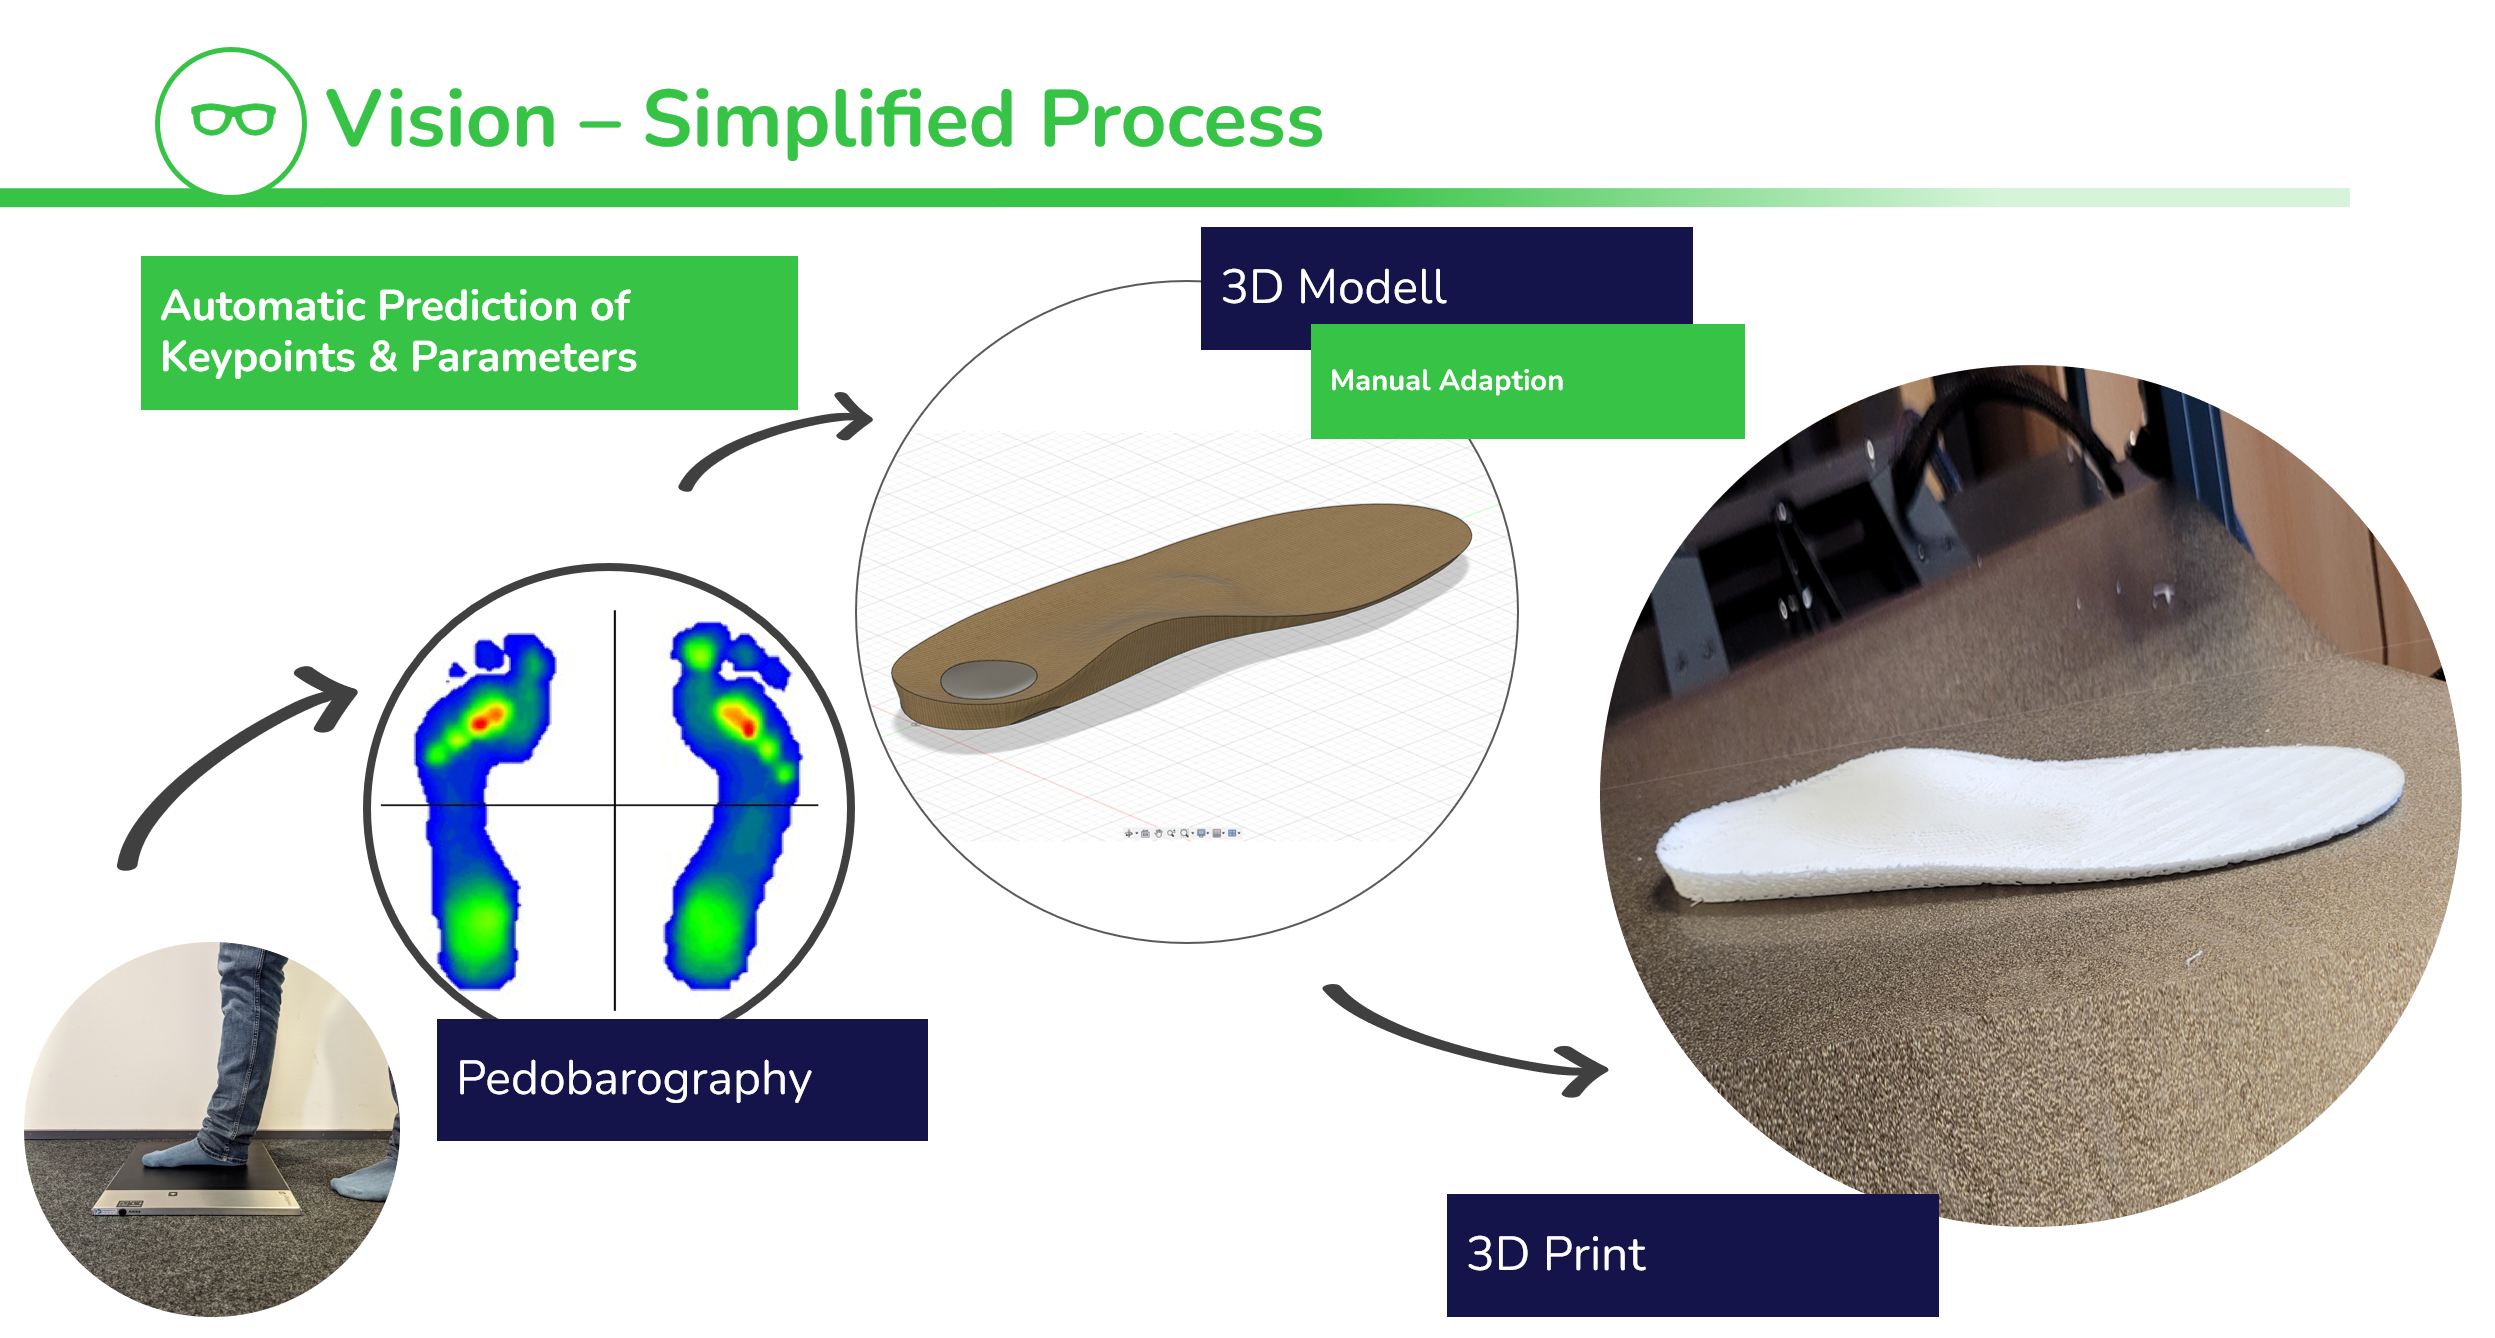 Vision – Simplified Process
Automatic Prediction of
Keypoints & Parameters
3D Modell
Manual Adaption
Pedobarography
3D Print